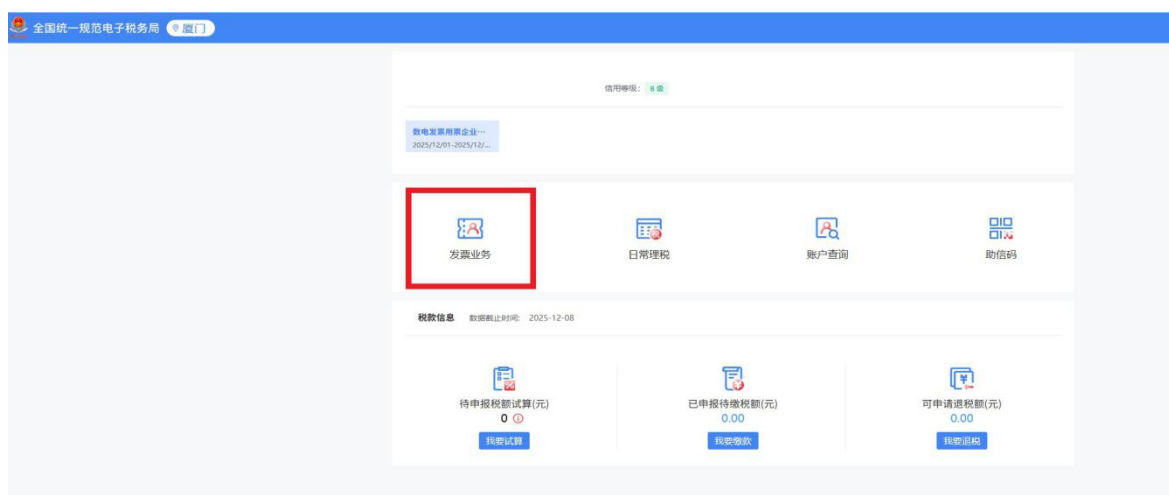 全国统一规范电子税务局 厦门
信用等级： B级
数电发票用票企业…
2025/12/01-2025/12/...
发票业务 日常理税 账户查询 助信码
税款信息 数据截止时间: 2025-12-08
待申报税额试算(元) 已申报待缴税额(元) 可申请退税额(元)
0 0.00 0.00
我要试算 我要缴款 我要退税